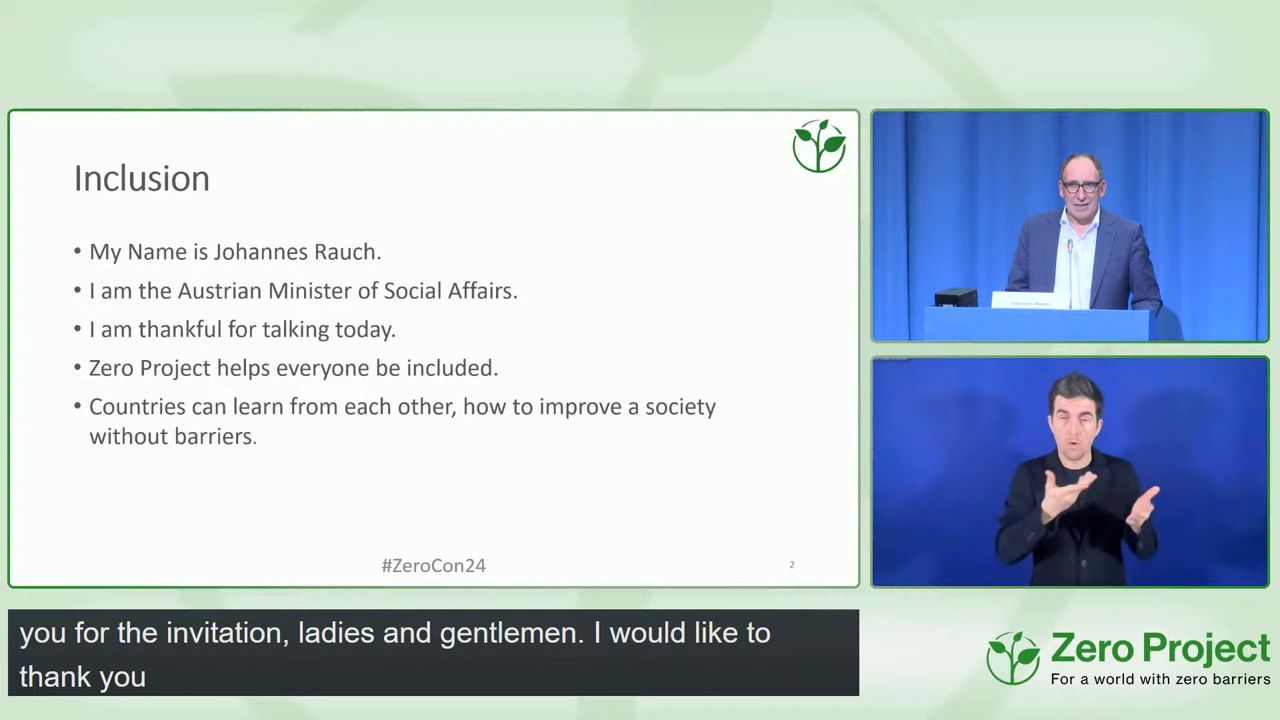 Inclusion
• My Name is Johannes Rauch.
• I am the Austrian Minister of Social Affairs.
• I am thankful for talking today.
• Zero Project helps everyone be included.
• Countries can learn from each other, how to improve a society
without barriers.
#ZeroCon24
2
you for the invitation, ladies and gentlemen. I would like to
thank you
Zero Project
For a world with zero barriers